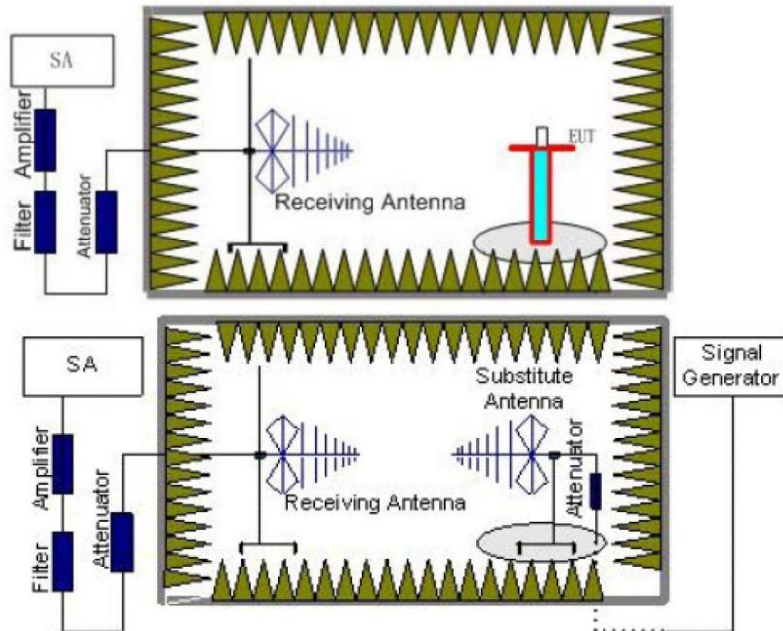 SA
Amplifier
Filter
Attenuator
Receiving Antenna
EUT
SA
Amplifier
Filter
Attenuator
Receiving Antenna
Substitute
Antenna
Attenuator
Signal
Generator